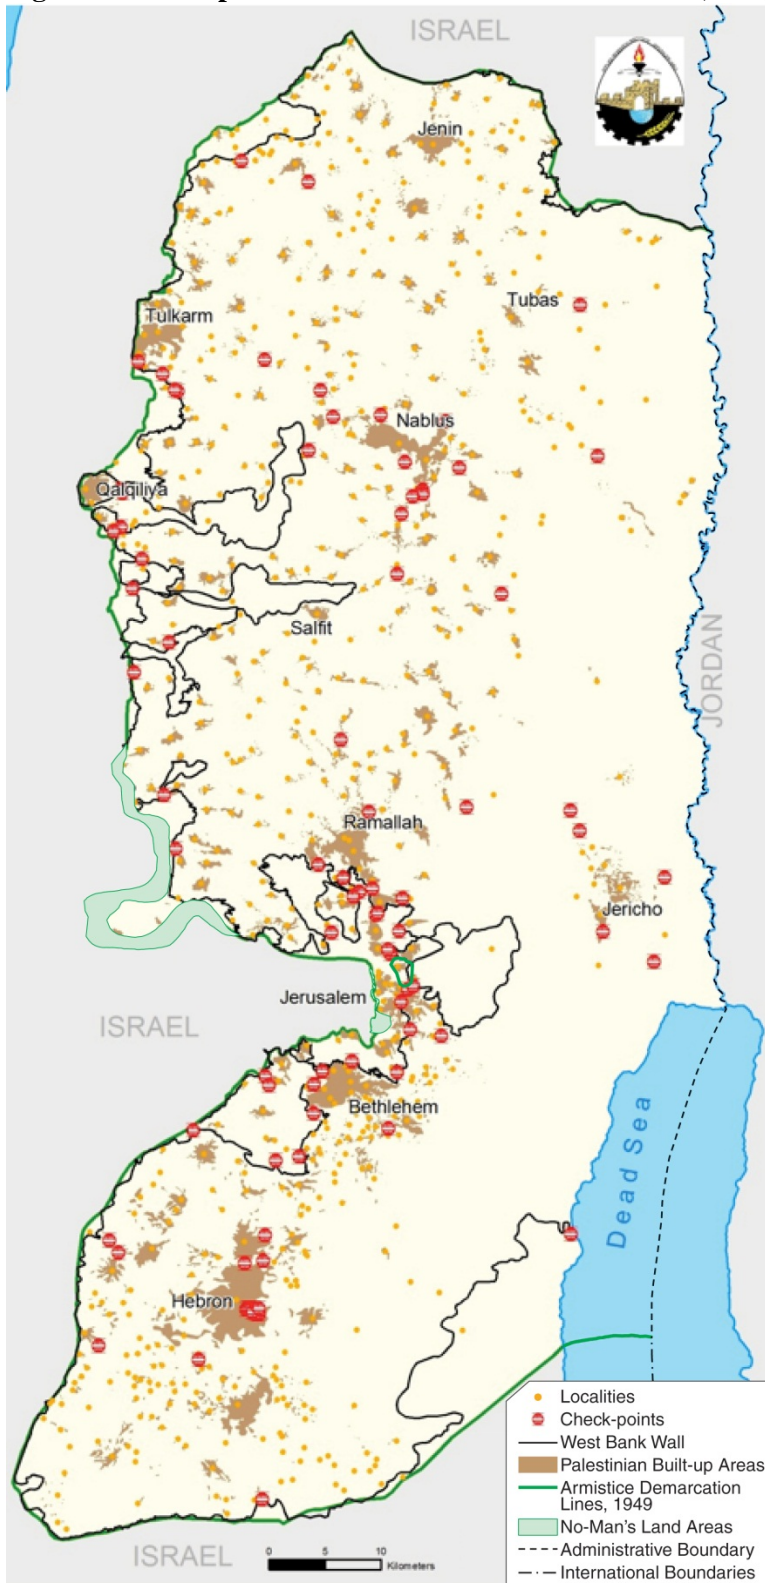 ISRAEL
Jenin
Tubas
Tulkarm
Nablus
Qalqiliya
Salfit
JORDAN
Ramallah
Jericho
Jerusalem
ISRAEL
Bethlehem
Dead Sea
Hebron
Localities
Check-points
West Bank Wall
Palestinian Built-up Areas
Armistice Demarcation
Lines, 1949
No-Man's Land Areas
Administrative Boundary
International Boundaries
0 5 10
Kilometers
ISRAEL